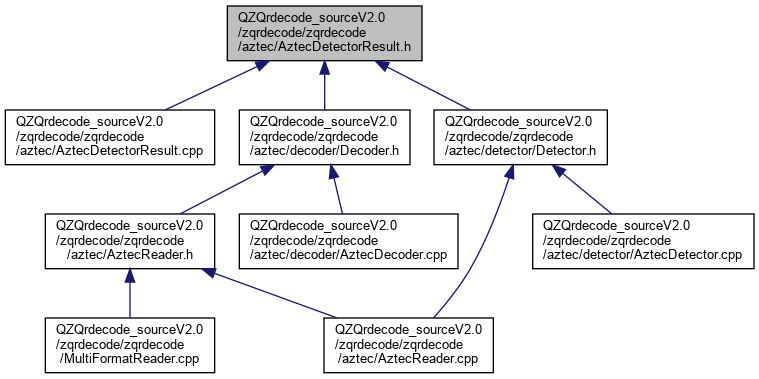 QZQrdecode_sourceV2.0
/zqrdecode/zqrdecode
/aztec/AztecDetectorResult.h
QZQrdecode_sourceV2.0
/zqrdecode/zqrdecode
aztec/AztecDetectorResult.cpp
QZQrdecode_sourceV2.0
/zqrdecode/zqrdecode
aztec/decoder/Decoder.h
QZQrdecode_sourceV2.0
/zqrdecode/zqrdecode
aztec/detector/Detector.h
QZQrdecode_sourceV2.0
/zqrdecode/zqrdecode
/aztec/AztecReader.h
QZQrdecode_sourceV2.0
/zqrdecode/zqrdecode
/aztec/decoder/AztecDecoder.cpp
QZQrdecode_sourceV2.0
/zqrdecode/zqrdecode
/aztec/detector/AztecDetector.cpp
QZQrdecode_sourceV2.0
/zqrdecode/zqrdecode
/MultiFormatReader.cpp
QZQrdecode_sourceV2.0
/zqrdecode/zqrdecode
/aztec/AztecReader.cpp